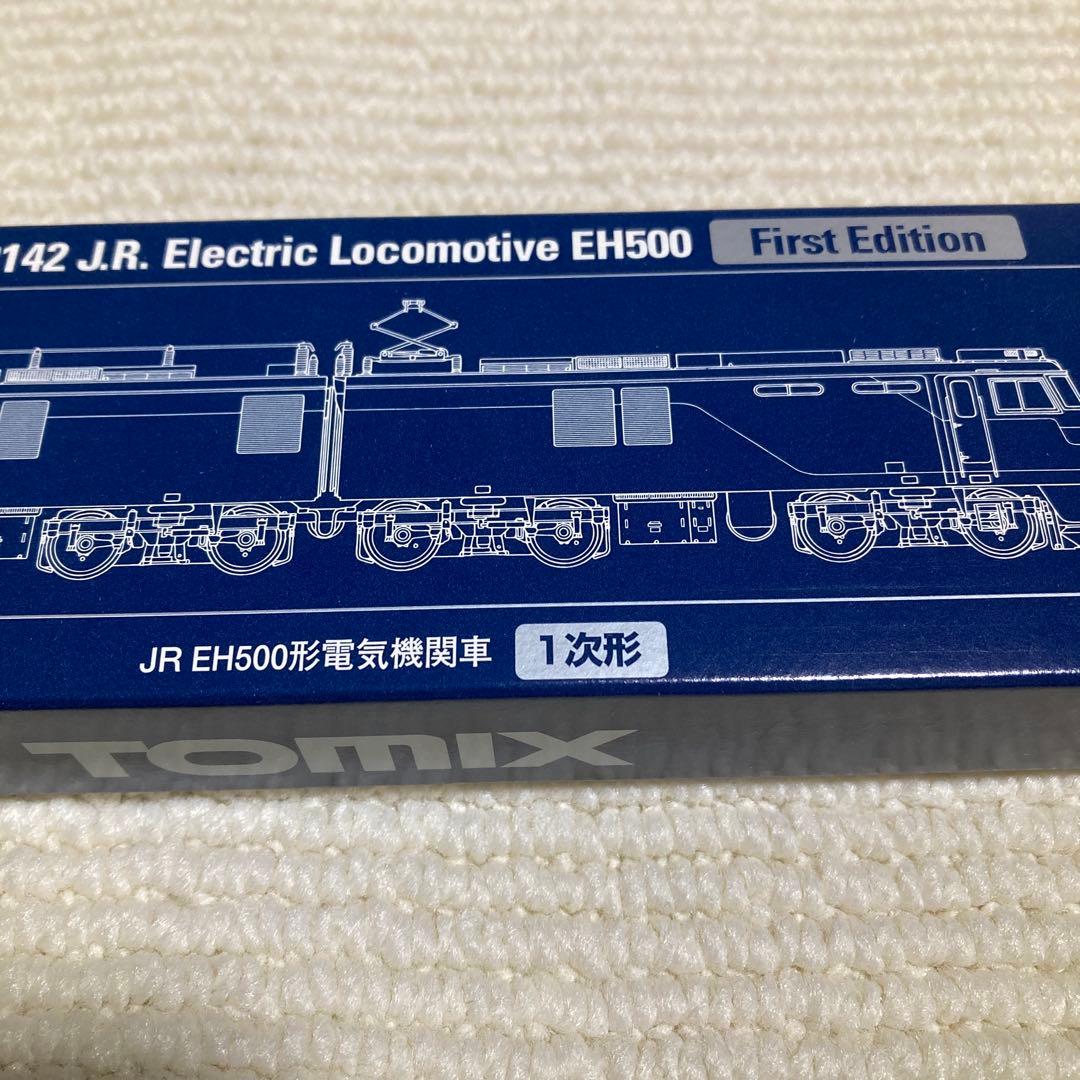 142 J.R. Electric Locomotive EH500 First Edition
JR EH500形電気機関車 1次形
TOMIX